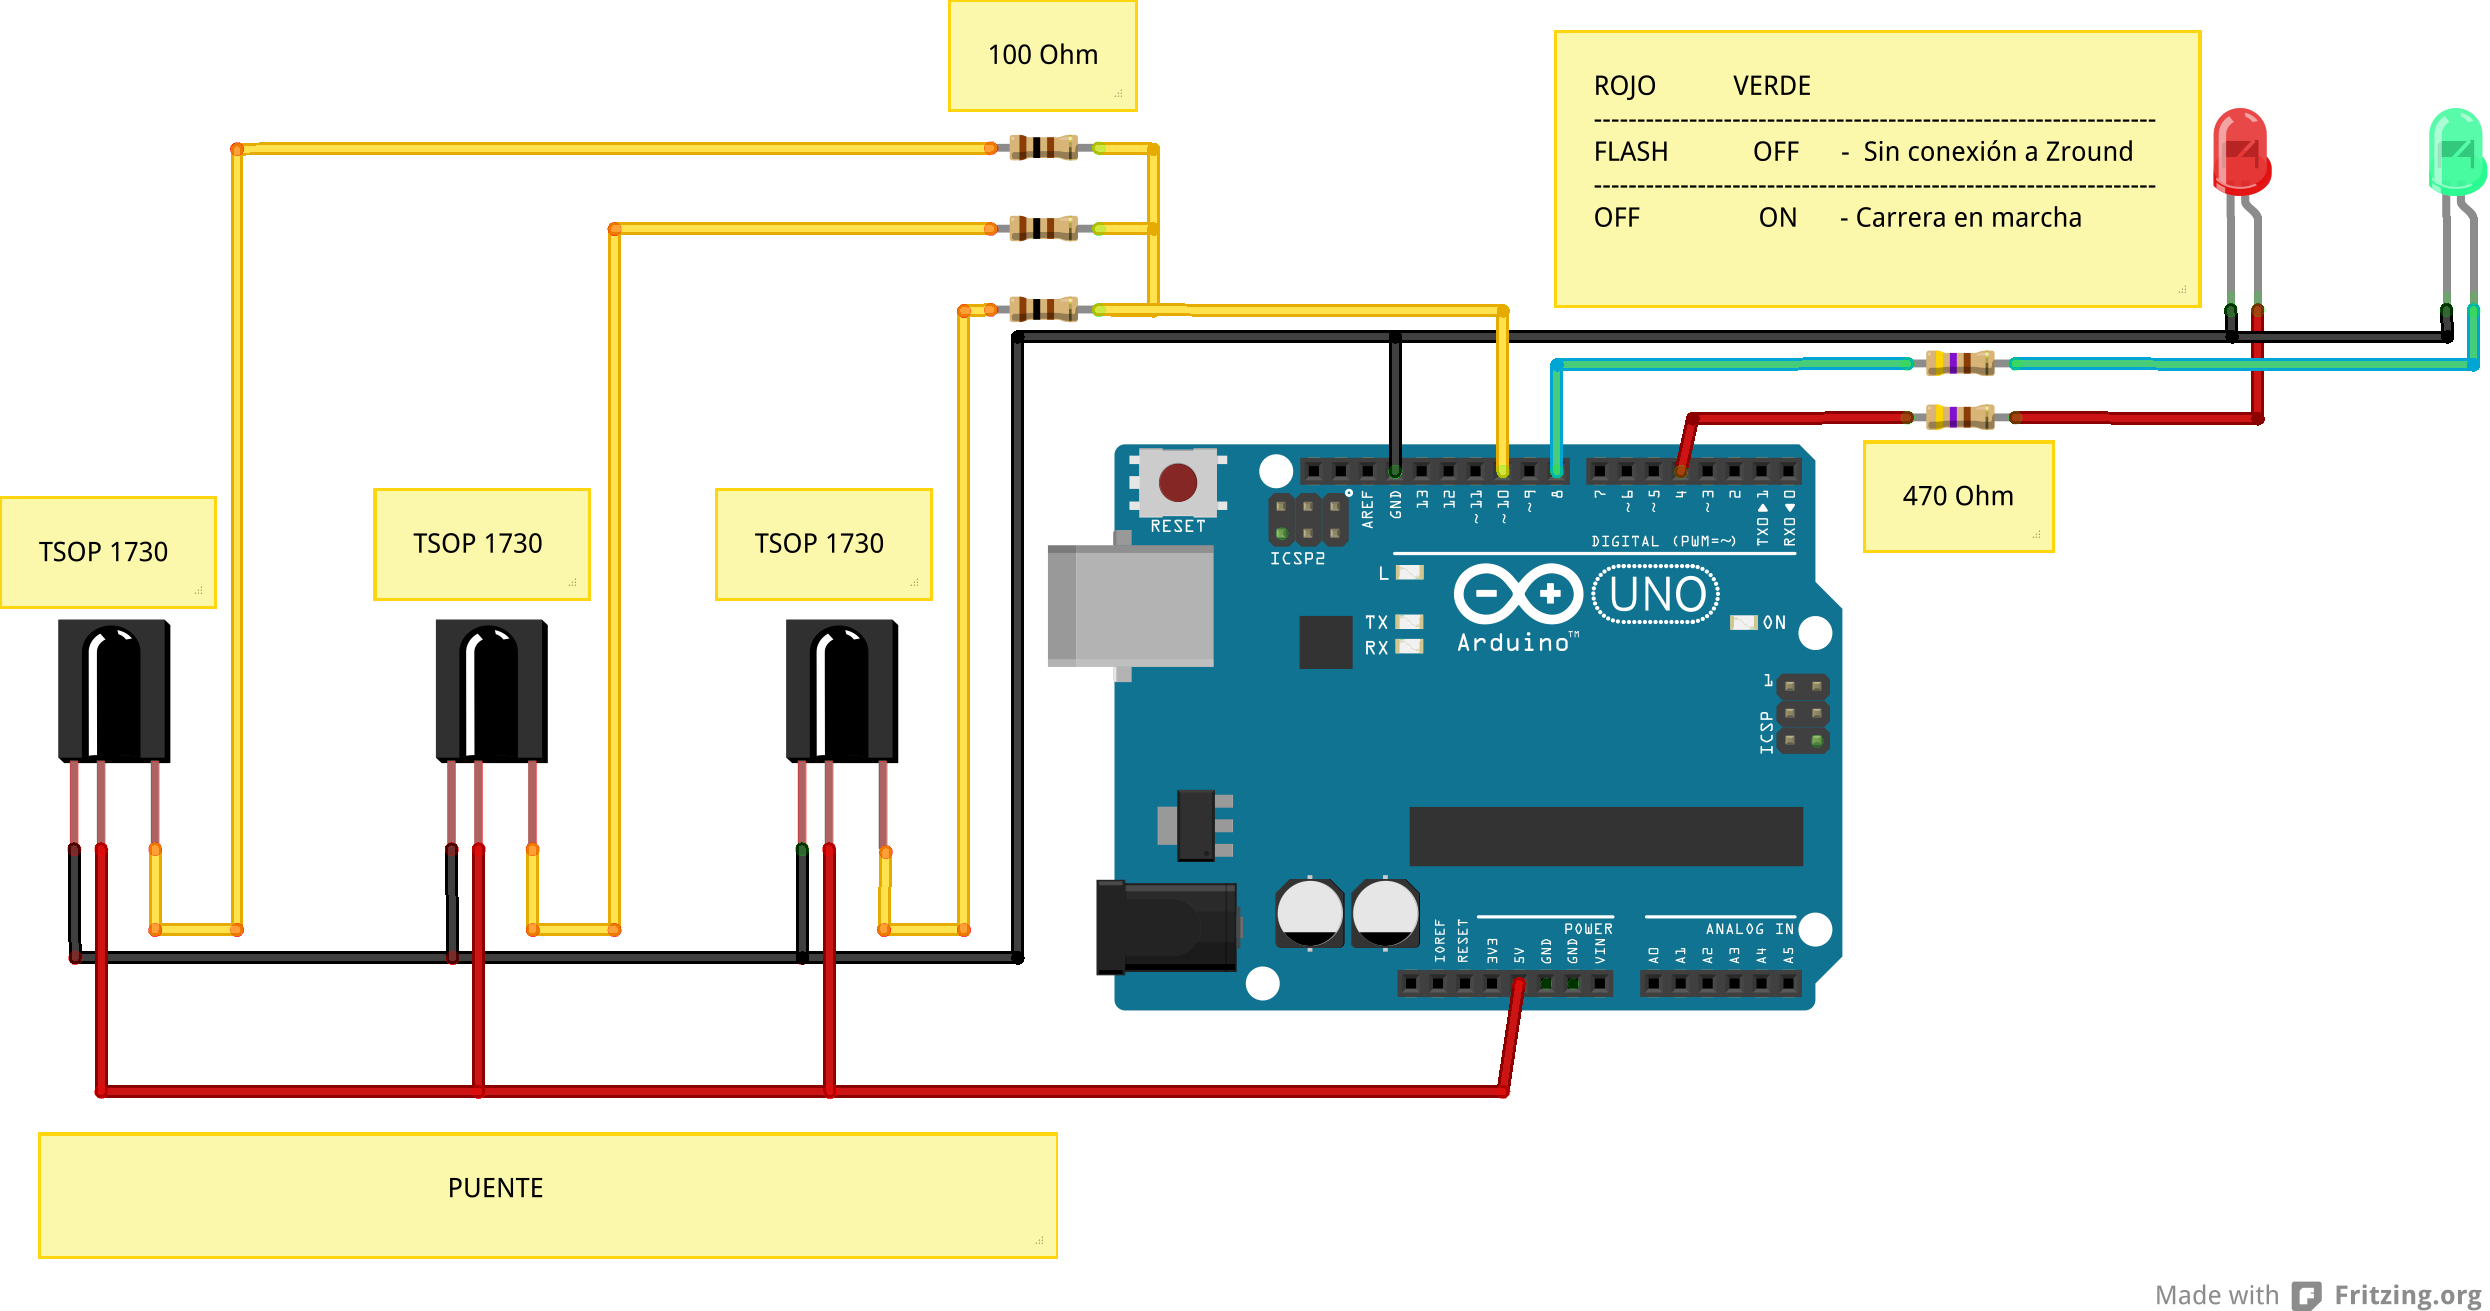 100 Ohm
ROJO VERDE
-----------------------------------------------------------------
FLASH OFF - Sin conexión a Zround
-----------------------------------------------------------------
OFF ON - Carrera en marcha
470 Ohm
TSOP 1730
TSOP 1730
TSOP 1730
RESET
ICSP2
AREF
GND
13
12
~11
~10
~9
8
7
~6
~5
4
~3
2
TX0▶1
RX0◀0
DIGITAL (PWM=~)
L
TX
RX
Arduino™
UNO
ON
1
ICSP
IOREF
RESET
3V3
5V
GND
GND
VIN
POWER
ANALOG IN
A0
A1
A2
A3
A4
A5
PUENTE
Made with Fritzing.org